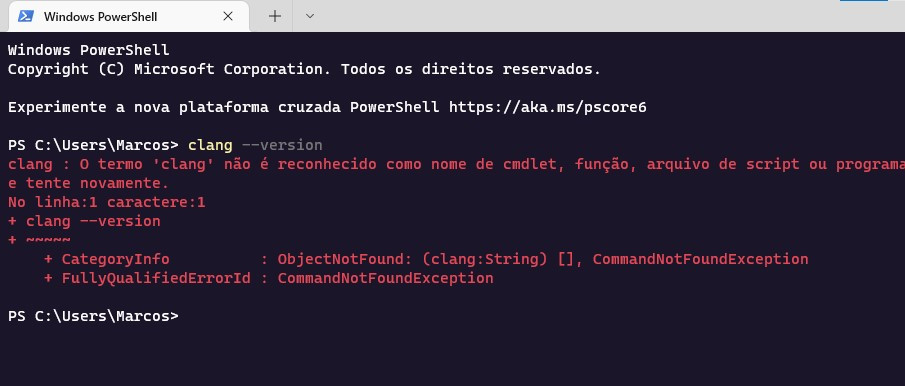 Windows PowerShell
Windows PowerShell
Copyright (C) Microsoft Corporation. Todos os direitos reservados.
Experimente a nova plataforma cruzada PowerShell https://aka.ms/pscore6
PS C:\Users\Marcos> clang --version
clang : O termo 'clang' não é reconhecido como nome de cmdlet, função, arquivo de script ou programa
e tente novamente.
No linha:1 caractere:1
+ clang --version
+ ~~~~~
+ CategoryInfo          : ObjectNotFound: (clang:String) [], CommandNotFoundException
+ FullyQualifiedErrorId : CommandNotFoundException
PS C:\Users\Marcos>